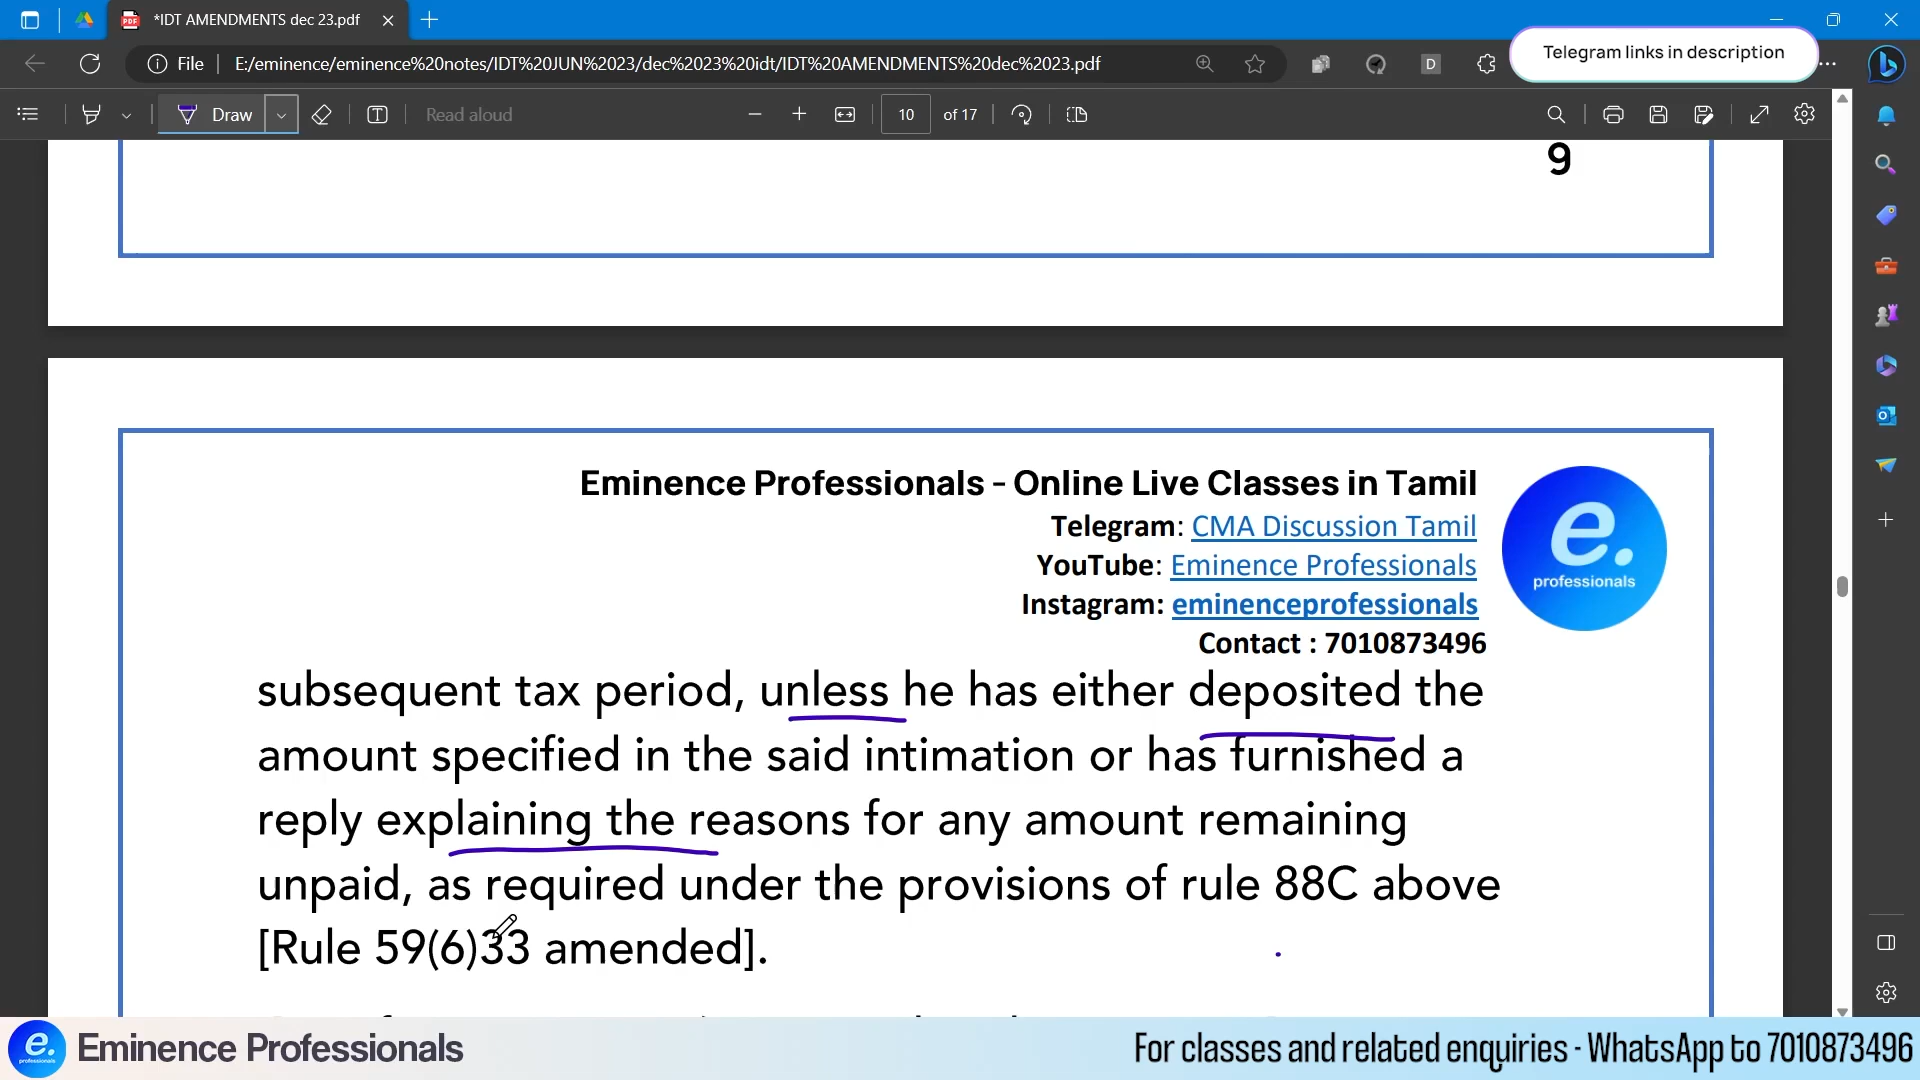 *IDT AMENDMENTS dec 23.pdf
File
E:/eminence/eminence%20notes/IDT%20JUN%2023/dec%2023%20idt/IDT%20AMENDMENTS%20dec%2023.pdf
D
Telegram links in description
Draw
Read aloud
10 of 17
9
Eminence Professionals - Online Live Classes in Tamil
Telegram: CMA Discussion Tamil
YouTube: Eminence Professionals
Instagram: eminenceprofessionals
Contact : 7010873496
e.
professionals
subsequent tax period, unless he has either deposited the
amount specified in the said intimation or has furnished a
reply explaining the reasons for any amount remaining
unpaid, as required under the provisions of rule 88C above
[Rule 59(6)33 amended].
e.
professionals
Eminence Professionals
For classes and related enquiries - WhatsApp to 7010873496